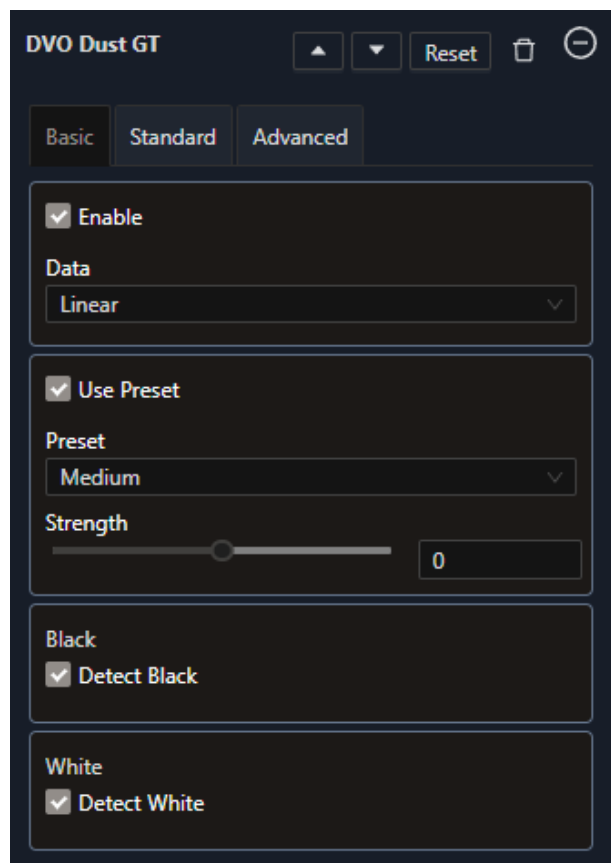 DVO Dust GT
Reset
Basic Standard Advanced
Enable
Data
Linear
Use Preset
Preset
Medium
Strength
0
Black
Detect Black
White
Detect White